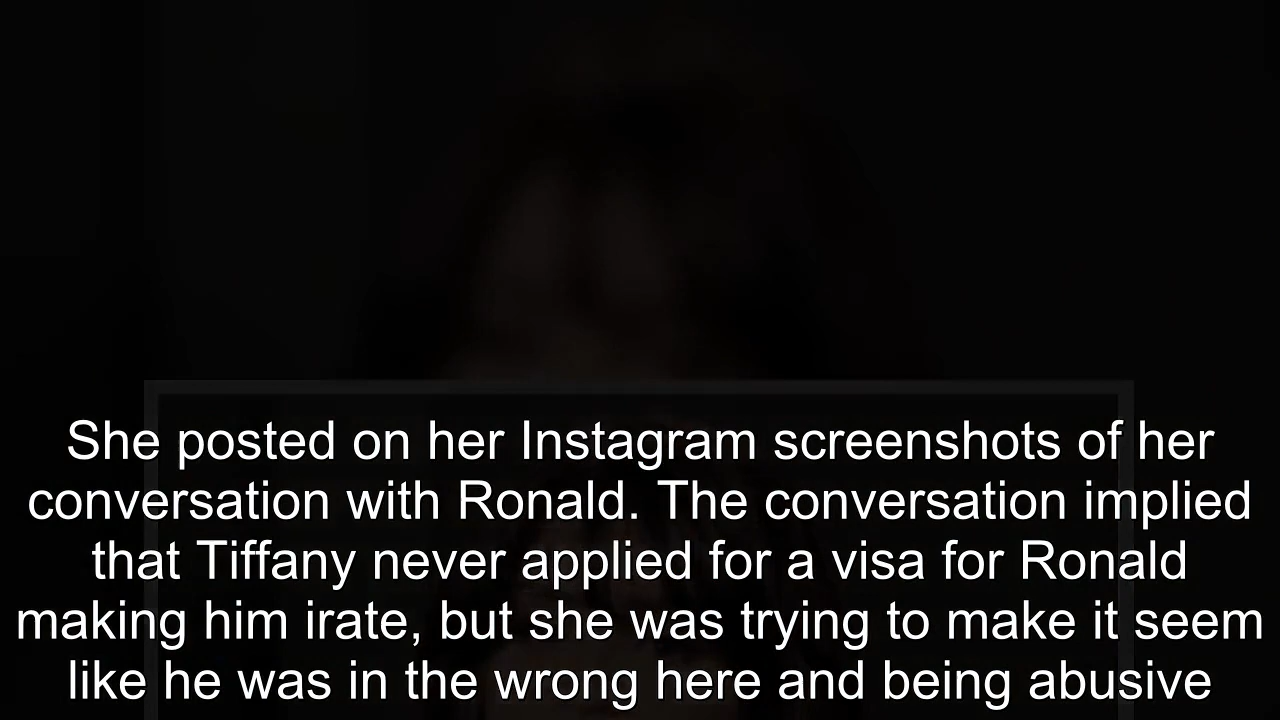 She posted on her Instagram screenshots of her
conversation with Ronald. The conversation implied
that Tiffany never applied for a visa for Ronald
making him irate, but she was trying to make it seem
like he was in the wrong here and being abusive